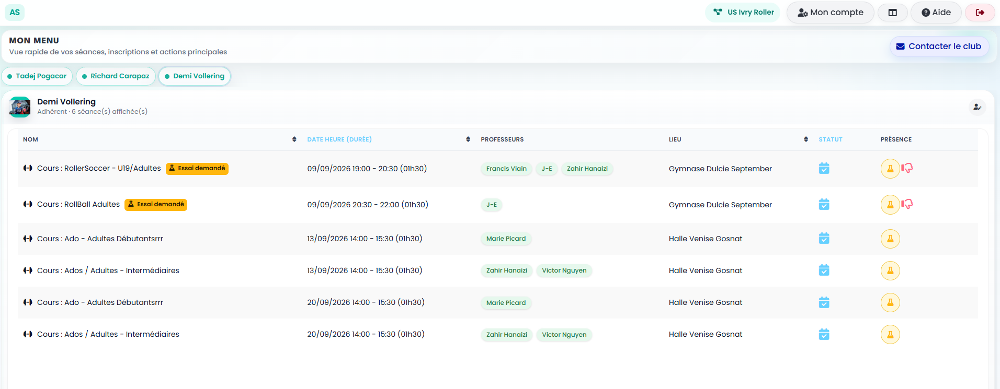 AS US Ivry Roller Mon compte Aide
MON MENU
Vue rapide de vos séances, inscriptions et actions principales
Contacter le club
Tadej Pogacar Richard Carapaz Demi Vollering
Demi Vollering
Adhérent · 6 séance(s) affichée(s)
NOM DATE HEURE (DURÉE) PROFESSEURS LIEU STATUT PRÉSENCE
Cours : RollerSoccer - U19/Adultes Essai demandé 09/09/2026 19:00 - 20:30 (01h30) Francis Viain J-E Zahir Hanaizi Gymnase Dulcie September
Cours : RollBall Adultes Essai demandé 09/09/2026 20:30 - 22:00 (01h30) J-E Gymnase Dulcie September
Cours : Ado - Adultes Débutantsrrr 13/09/2026 14:00 - 15:30 (01h30) Marie Picard Halle Venise Gosnat
Cours : Ados / Adultes - Intermédiaires 13/09/2026 14:00 - 15:30 (01h30) Zahir Hanaizi Victor Nguyen Halle Venise Gosnat
Cours : Ado - Adultes Débutantsrrr 20/09/2026 14:00 - 15:30 (01h30) Marie Picard Halle Venise Gosnat
Cours : Ados / Adultes - Intermédiaires 20/09/2026 14:00 - 15:30 (01h30) Zahir Hanaizi Victor Nguyen Halle Venise Gosnat